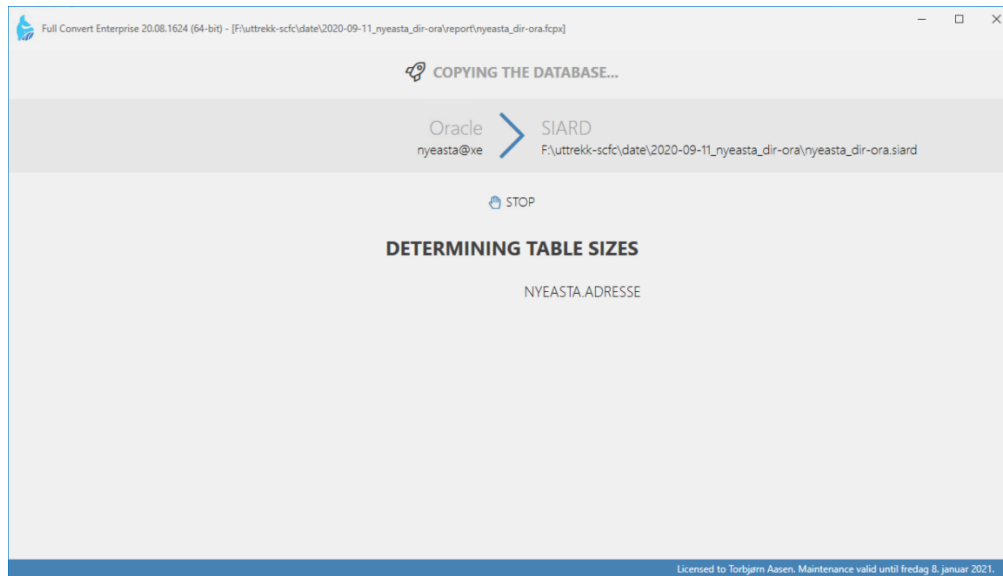 Full Convert Enterprise 20.08.1624 (64-bit) - [F:\uttrekk-scfc\date\2020-09-11_nyeasta_dir-ora\report\nyeasta_dir-ora.fcpx]
COPYING THE DATABASE...
Oracle
nyeasta@xe
SIARD
F:\uttrekk-scfc\date\2020-09-11_nyeasta_dir-ora\nyeasta_dir-ora.siard
STOP
DETERMINING TABLE SIZES
NYEASTA.ADRESSE
Licensed to Torbjørn Aasen. Maintenance valid until fredag 8. januar 2021.